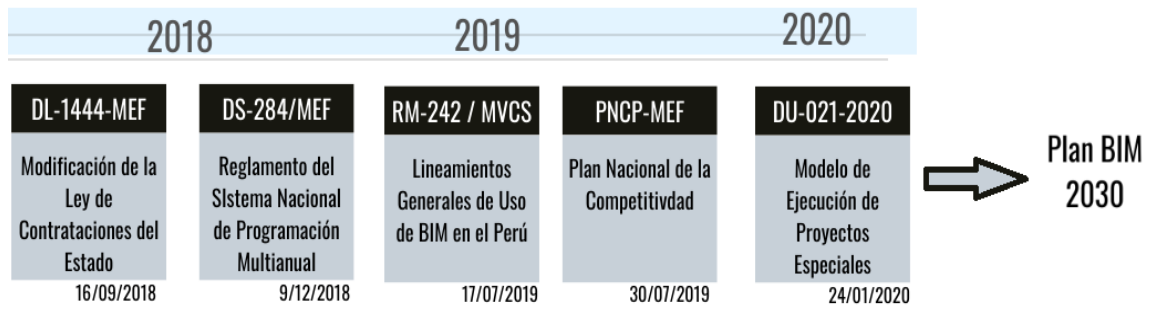 2018
2019
2020
DL-1444-MEF
Modificación de la
Ley de
Contrataciones del
Estado
16/09/2018
DS-284/MEF
Reglamento del
SIstema Nacional
de Programación
Multianual
9/12/2018
RM-242 / MVCS
Lineamientos
Generales de Uso
de BIM en el Perú
17/07/2019
PNCP-MEF
Plan Nacional de la
Competitivdad
30/07/2019
DU-021-2020
Modelo de
Ejecución de
Proyectos
Especiales
24/01/2020
Plan BIM
2030